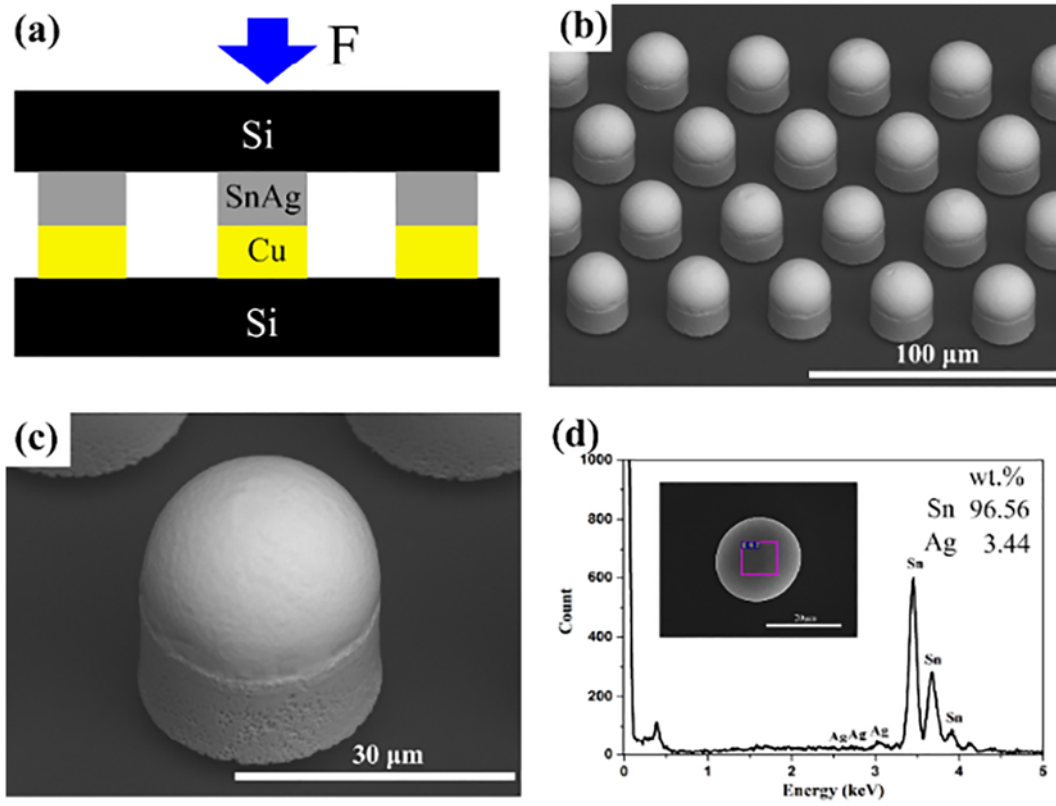 (a)
F
Si
SnAg
Cu
Si
(b)
100 µm
(c)
30 µm
(d)
wt.%
Sn 96.56
Ag 3.44
1000
800
600
400
200
0
Count
20µm
Sn
Sn
Sn
Ag Ag Ag
0 1 2 3 4 5
Energy (keV)